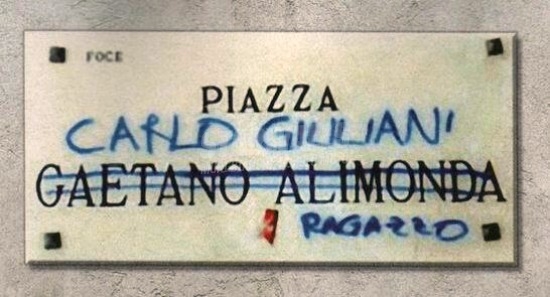 FOCE
PIAZZA
CARLO GIULIANI
GAETANO ALIMONDA
RAGAZZO